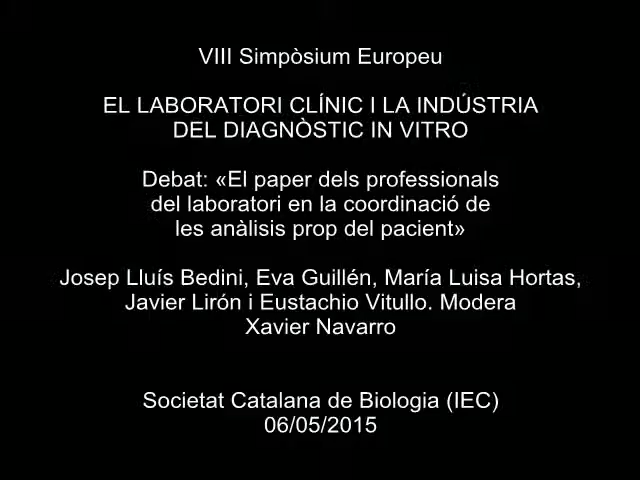 VIII Simpòsium Europeu
EL LABORATORI CLÍNIC I LA INDÚSTRIA
DEL DIAGNÒSTIC IN VITRO
Debat: «El paper dels professionals
del laboratori en la coordinació de
les anàlisis prop del pacient»
Josep Lluís Bedini, Eva Guillén, María Luisa Hortas,
Javier Lirón i Eustachio Vitullo. Modera
Xavier Navarro
Societat Catalana de Biologia (IEC)
06/05/2015